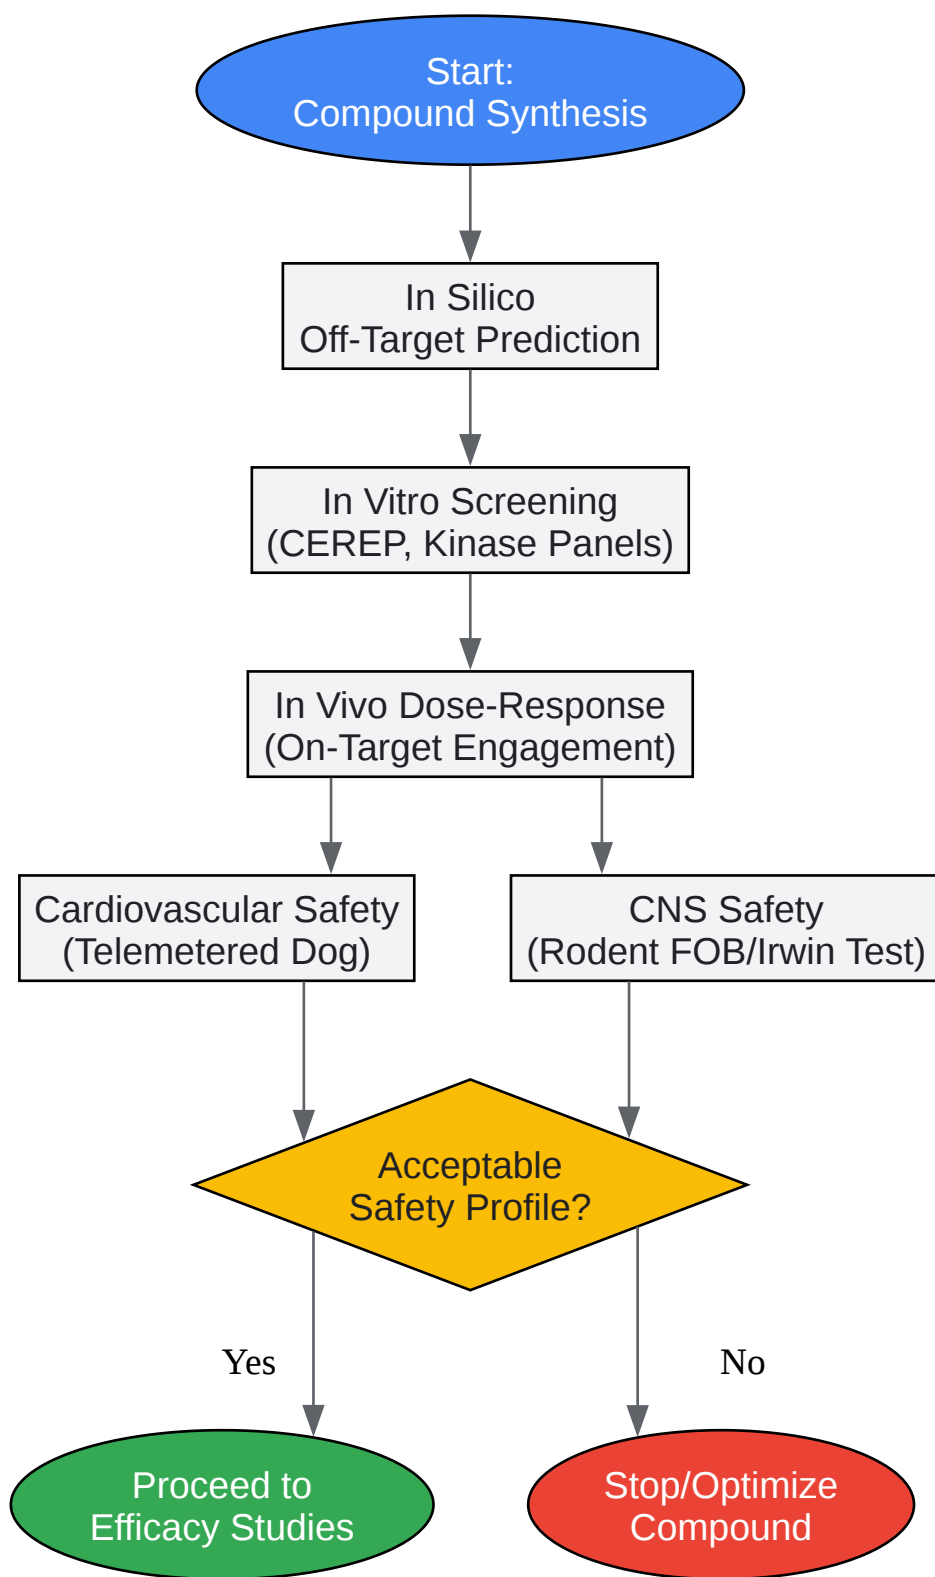 Start:
Compound Synthesis
In Silico
Off-Target Prediction
In Vitro Screening
(CEREP, Kinase Panels)
In Vivo Dose-Response
(On-Target Engagement)
Cardiovascular Safety
(Telemetered Dog)
CNS Safety
(Rodent FOB/Irwin Test)
Acceptable
Safety Profile?
Yes
No
Proceed to
Efficacy Studies
Stop/Optimize
Compound